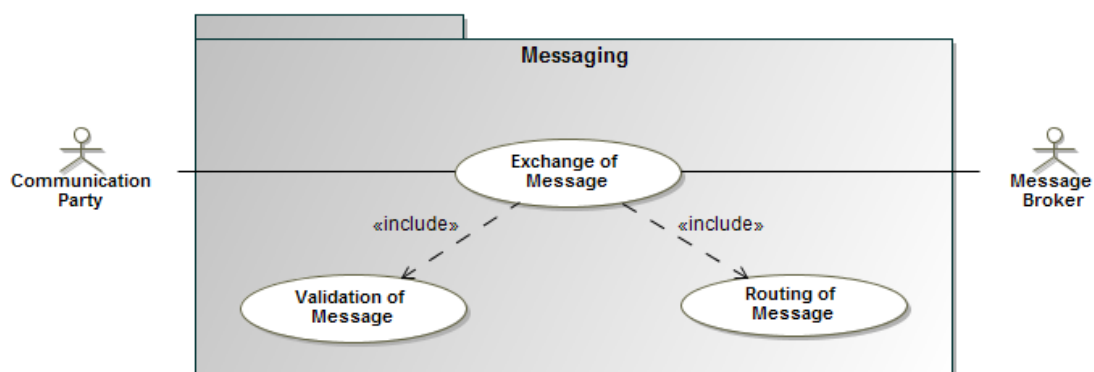 Messaging
Exchange of
Message
Communication
Party
Message
Broker
«include»
«include»
Validation of
Message
Routing of
Message